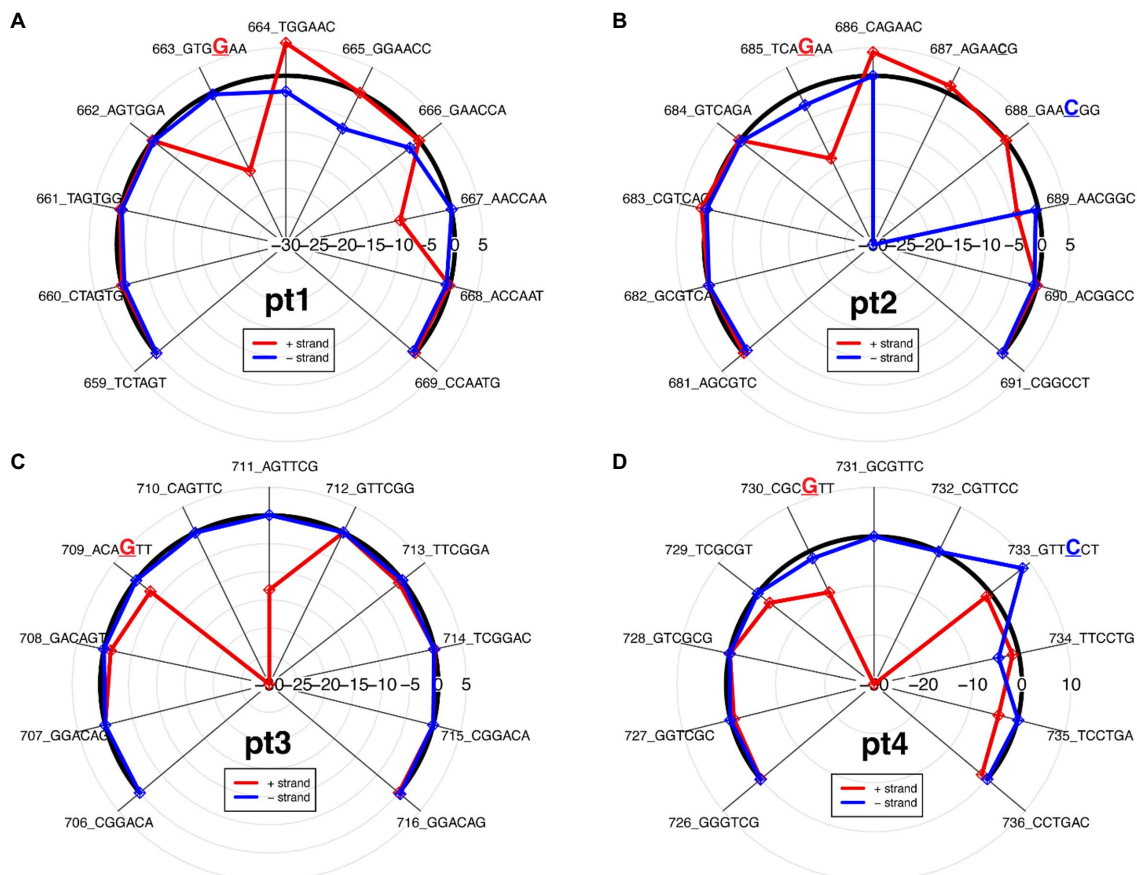 A
664_TGGAAC
663_GTGGAA
665_GGAACC
662_AGTGGA
666_GAACCA
661_TAGTGG
667_AACCAA
−30 −25 −20 −15 −10 −5 0 5
660_CTAGTG
668_ACCAAT
pt1
+ strand
− strand
659_TCTAGT
669_CCAATG
B
686_CAGAAC
685_TCAGAA
687_AGAACG
684_GTCAGA
688_GAACGG
683_CGTCAG
689_AACGGC
−30 −25 −20 −15 −10 −5 0 5
682_GCGTCA
690_ACGGCC
pt2
+ strand
− strand
681_AGCGTC
691_CGGCCT
C
711_AGTTCG
710_CAGTTC
712_GTTCGG
709_ACAGTT
713_TTCGGA
708_GACAGT
714_TCGGAC
−30 −25 −20 −15 −10 −5 0 5
707_GGACAG
715_CGGACA
pt3
+ strand
− strand
706_CGGACA
716_GGACAG
D
731_GCGTTC
730_CGCGTT
732_CGTTCC
729_TCGCGT
733_GTTCCT
728_GTCGCG
734_TTCCTG
−30 −20 −10 0 10
727_GGTCGC
735_TCCTGA
pt4
+ strand
− strand
726_GGGTCG
736_CCTGAC